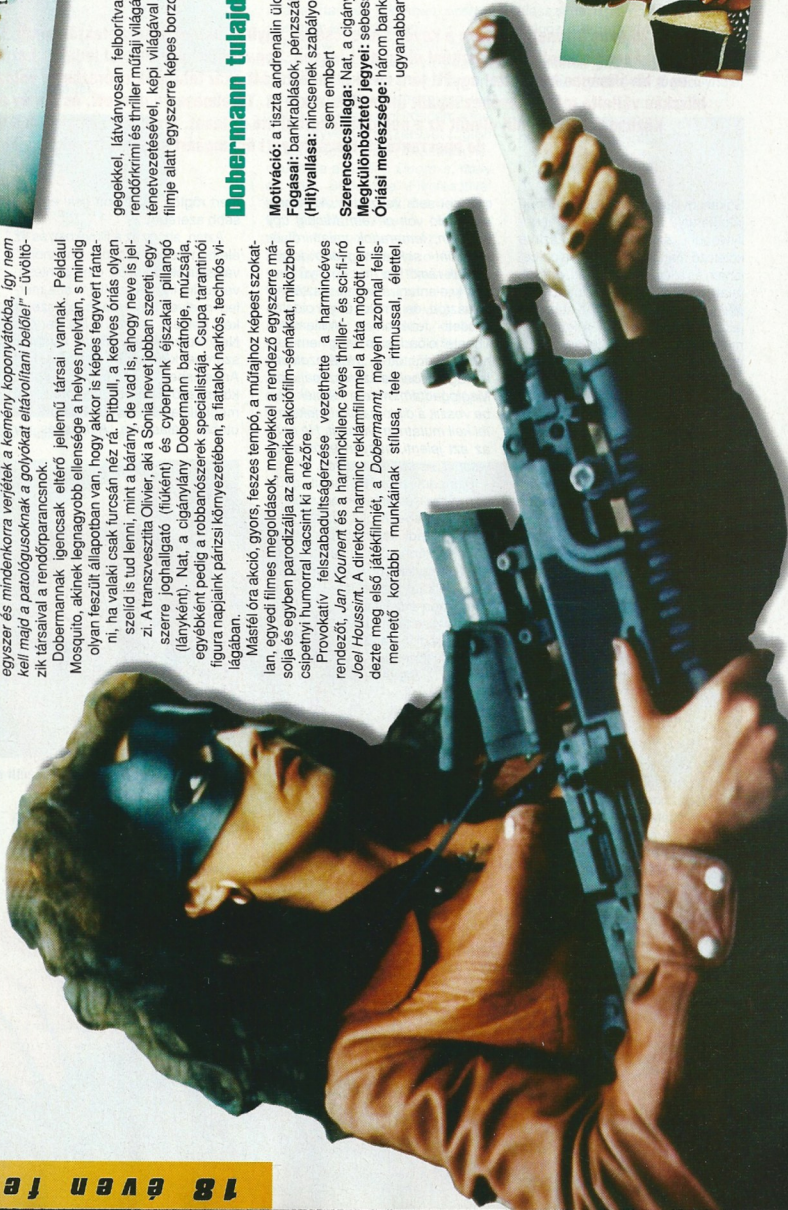 egyszer és mindenkorra verjétek a kemény koponyátokba, így nem
kell majd a patológusoknak a golyókat eltávolítani belőle!" – üvöltö-
zik társaival a rendőrparancsnok.
Dobermannak igencsak eltérő jellemű társai vannak. Például
Mosquito, akinek legnagyobb ellensége a helyes nyelvtan, s mindig
olyan feszült állapotban van, hogy akkor is képes fegyvert ránta-
ni, ha valaki csak furcsán néz rá. Pitbull, a kedves óriás olyan
szelíd is tud lenni, mint a bárány, de vad is, ahogy neve is jel-
zi. A transzvesztita Olivier, aki a Sonia nevet jobban szereti, egy-
szerre joghallgató (fiúként) és cyberpunk éjszakai pillangó
(lányként). Nat, a cigánylány Dobermann barátnője, múzsája,
egyébként pedig a robbanószerek specialistája. Csupa tarantinói
figura napjaink párizsi környezetében, a fiatalok narkós, technós vi-
lágában.
Másfél óra akció, gyors, feszes tempó, a műfajhoz képest szokat-
lan, egyedi filmes megoldások, melyekkel a rendező egyszerre má-
solja és egyben parodizálja az amerikai akciófilm-sémákat, miközben
csipetnyi humorral kacsint ki a nézőre.
Provokatív felszabadultságérzése vezethette a harmincéves
rendezőt, Jan Kounent és a harminckilenc éves thriller- és sci-fi-író
Joel Houssint. A direktor harminc reklámfilmmel a háta mögött ren-
dezte meg első játékfilmjét, a Dobermannt, melyen azonnal felis-
merhető korábbi munkáinak stílusa, tele ritmussal, élettel,
gegekkel, látványosan felborítva
rendőrkrimi és thriller műfaji világá
ténetvezetésével, képi világával
filmje alatt egyszerre képes borzo
Dobermann tulajd
Motiváció: a tiszta andrenalin üld
Fogásai: bankrablások, pénzszá
(Hit)vallása: nincsenek szabályo
sem embert
Szerencsecsillaga: Nat, a cigány
Megkülönböztető jegyei: sebes
Óriási merészsége: három bank
ugyanabban
18 éven fe